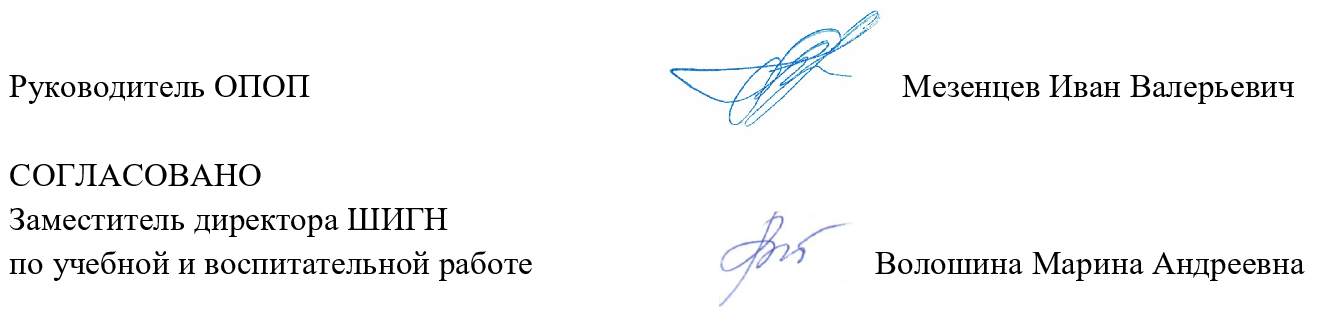 Руководитель ОПОП Мезенцев Иван Валерьевич
СОГЛАСОВАНО
Заместитель директора ШИГН
по учебной и воспитательной работе Волошина Марина Андреевна